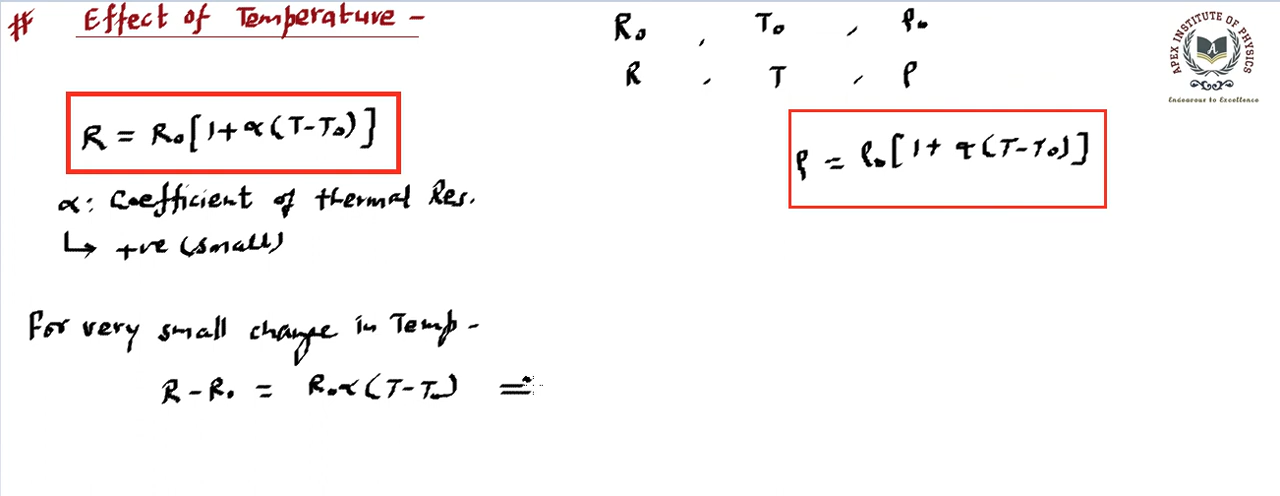 # Effect of Temperature -
R₀ , T₀ , ρ₀
R , T , ρ
APEX INSTITUTE OF PHYSICS
A
Endeavour to Excellence
R = R₀[1+α(T-T₀)]
ρ = ρ₀[1+α(T-T₀)]
α: Coefficient of thermal Res.
↳ +ve (small)
For very small change in Temp -
R-R₀ = R₀α(T-T₀) =